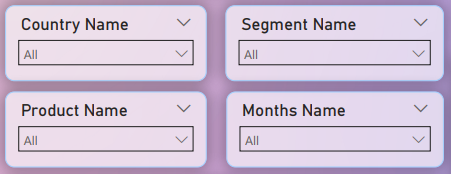 Country Name
All
Segment Name
All
Product Name
All
Months Name
All